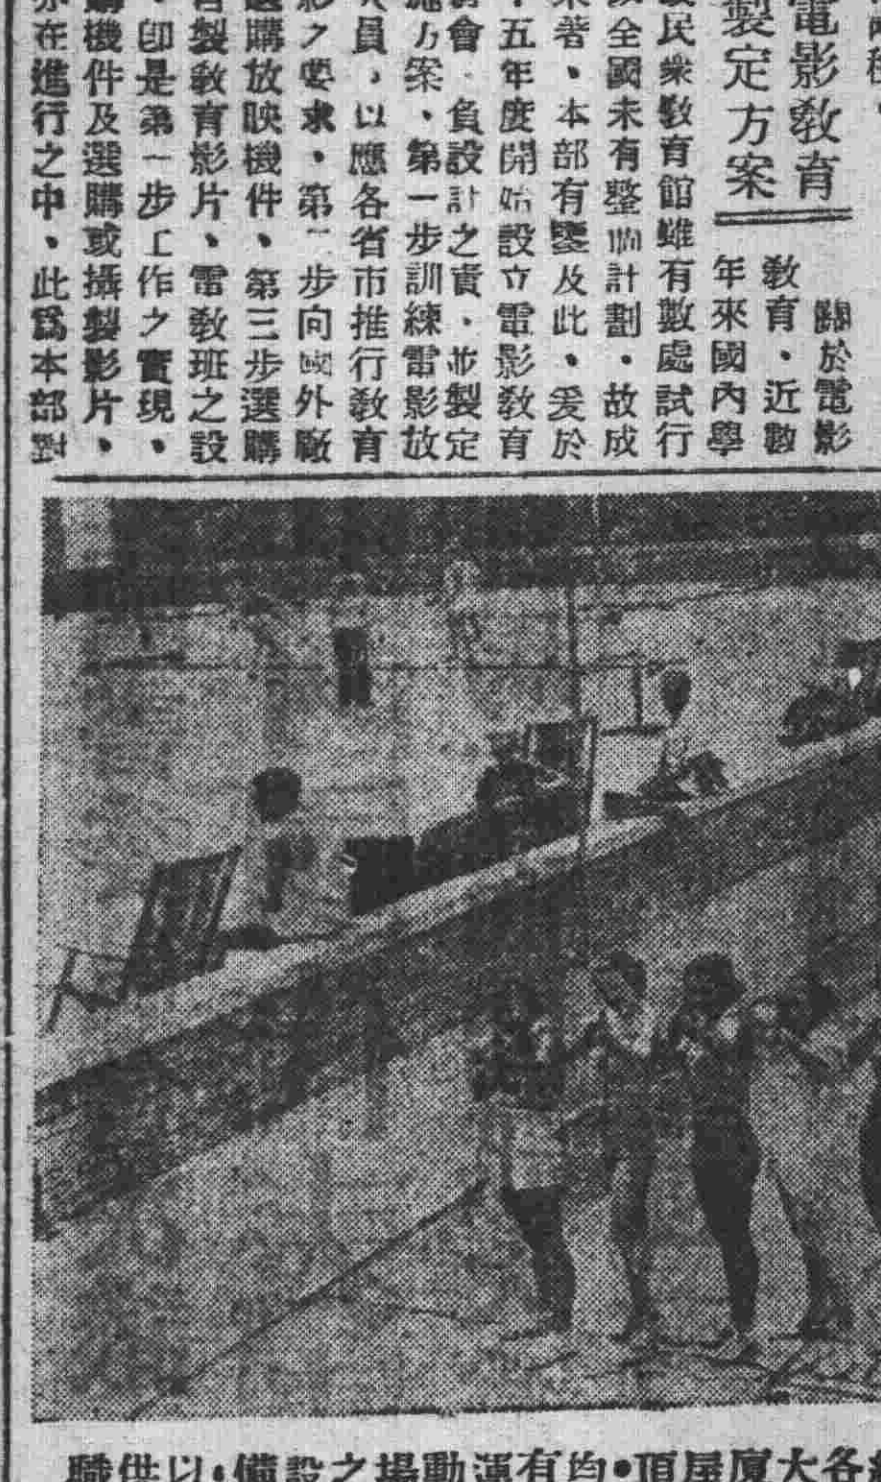 電影教育
製定方案
關於電影
教育、近數
年來國內學
民衆教育館雖有數處試行
全國未有整個計劃、故成
著、本部有鑒及此、爰於
五年度開始設立電影教育
會、負設計之責、並製定
方案、第一步訓練電影放
員、以應各省市推行教育
影之要求、第二步向國外廠
選購放映機件、第三步選購
製教育影片、電教班之設
、卽是第一步工作之實現、
購機件及選購或攝製影片、
亦在進行之中、此爲本部對
各大廈房頂•均有運動塲之設備•以供職